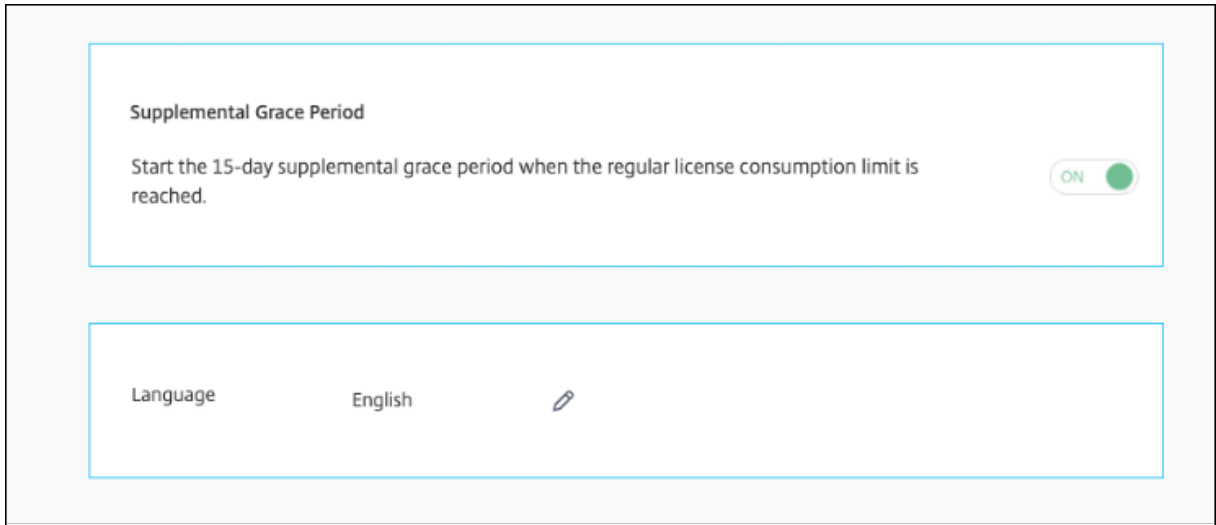 Supplemental Grace Period
Start the 15-day supplemental grace period when the regular license consumption limit is
reached.
ON
Language English